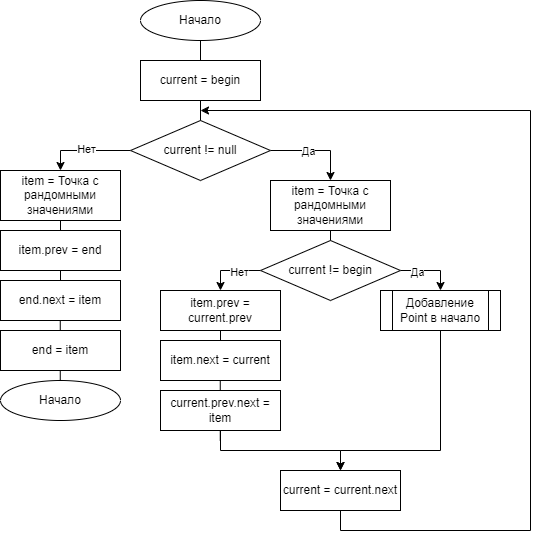 Начало
current = begin
current != null
Нет
Да
item = Точка с
рандомными
значениями
item.prev = end
end.next = item
end = item
Начало
item = Точка с
рандомными
значениями
current != begin
Нет
Да
item.prev =
current.prev
item.next = current
current.prev.next =
item
Добавление
Point в начало
current = current.next